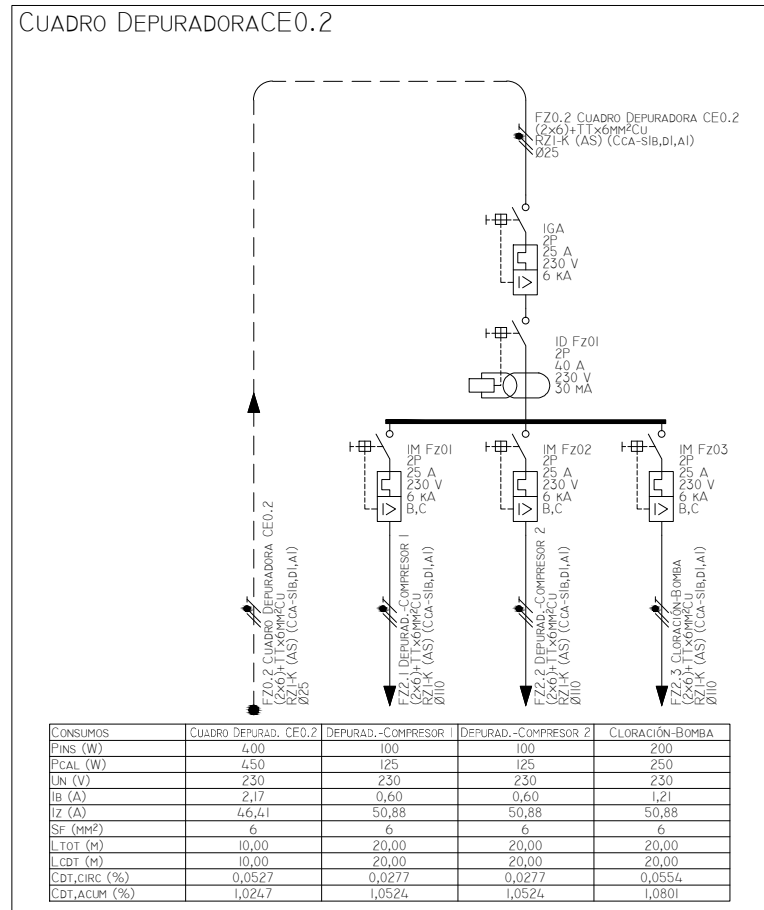 CUADRO DEPURADORACE0.2
FZ0.2 CUADRO DEPURADORA CE0.2
(2x6)+TTx6MM²CU
RZ1-K (AS) (CCA-S1B,D1,A1)
Ø25
IGA
2P
25 A
230 V
6 KA
ID FZ01
2P
40 A
230 V
30 MA
IM FZ01
2P
25 A
230 V
6 KA
B,C
IM FZ02
2P
25 A
230 V
6 KA
B,C
IM FZ03
2P
25 A
230 V
6 KA
B,C
FZ0.2 CUADRO DEPURADORA CE0.2
(2x6)+TTx6MM²CU
RZ1-K (AS) (CCA-S1B,D1,A1)
Ø25
FZ2.1 DEPURAD.-COMPRESOR 1
(2x6)+TTx6MM²CU
RZ1-K (AS) (CCA-S1B,D1,A1)
Ø110
FZ2.2 DEPURAD.-COMPRESOR 2
(2x6)+TTx6MM²CU
RZ1-K (AS) (CCA-S1B,D1,A1)
Ø110
FZ2.3 CLORACIÓN-BOMBA
(2x6)+TTx6MM²CU
RZ1-K (AS) (CCA-S1B,D1,A1)
Ø110
CONSUMOS CUADRO DEPURAD. CE0.2 DEPURAD.-COMPRESOR 1 DEPURAD.-COMPRESOR 2 CLORACIÓN-BOMBA
PINS (W) 400 100 100 200
PCAL (W) 450 125 125 250
UN (V) 230 230 230 230
IB (A) 2,17 0,60 0,60 1,21
IZ (A) 46,41 50,88 50,88 50,88
SF (MM²) 6 6 6 6
LTOT (M) 10,00 20,00 20,00 20,00
LCDT (M) 10,00 20,00 20,00 20,00
CDT,CIRC (%) 0,0527 0,0277 0,0277 0,0554
CDT,ACUM (%) 1,0247 1,0524 1,0524 1,0801